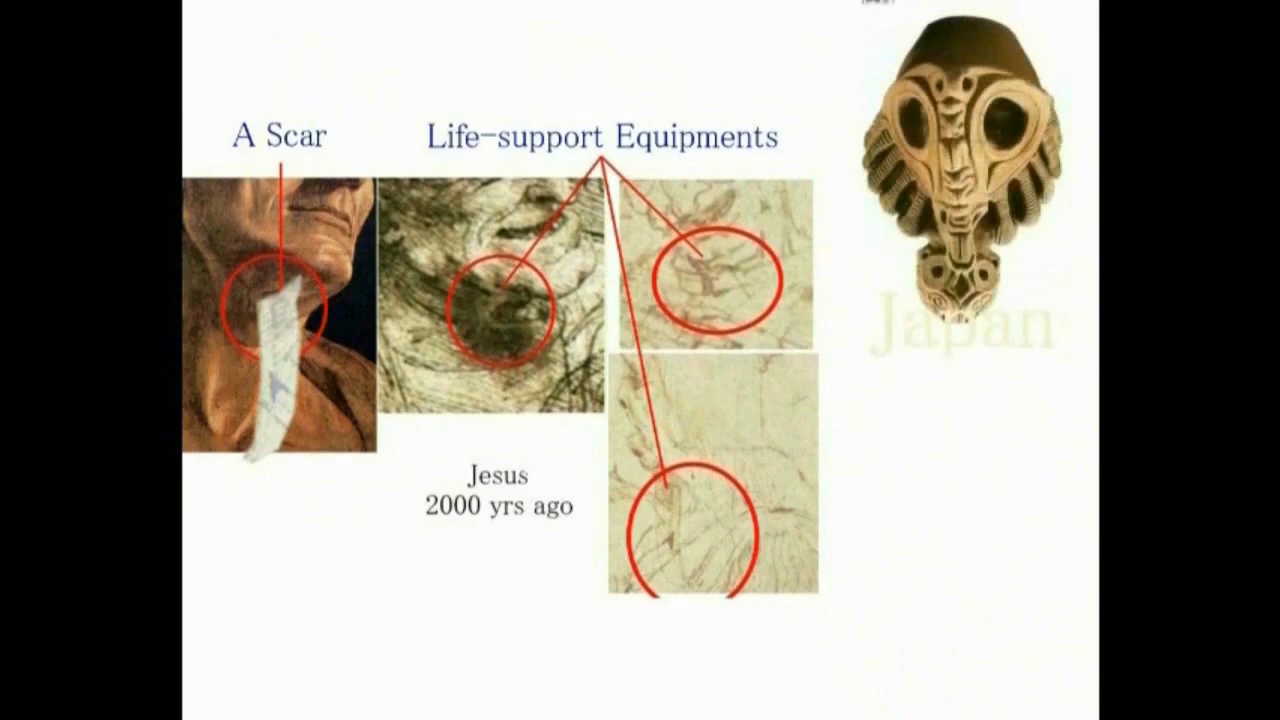 A Scar
Life-support Equipments
Jesus
2000 yrs ago
Japan